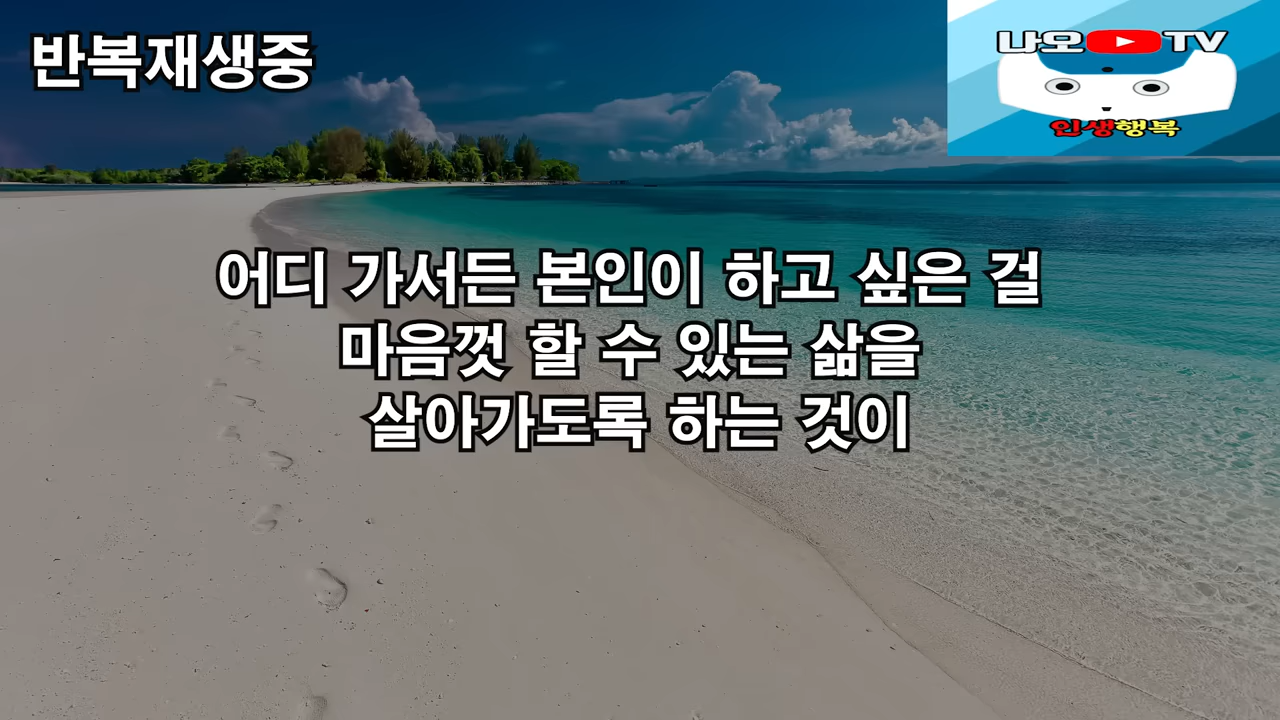 반복재생중
나오 TV
인생행복
어디 가서든 본인이 하고 싶은 걸
마음껏 할 수 있는 삶을
살아가도록 하는 것이